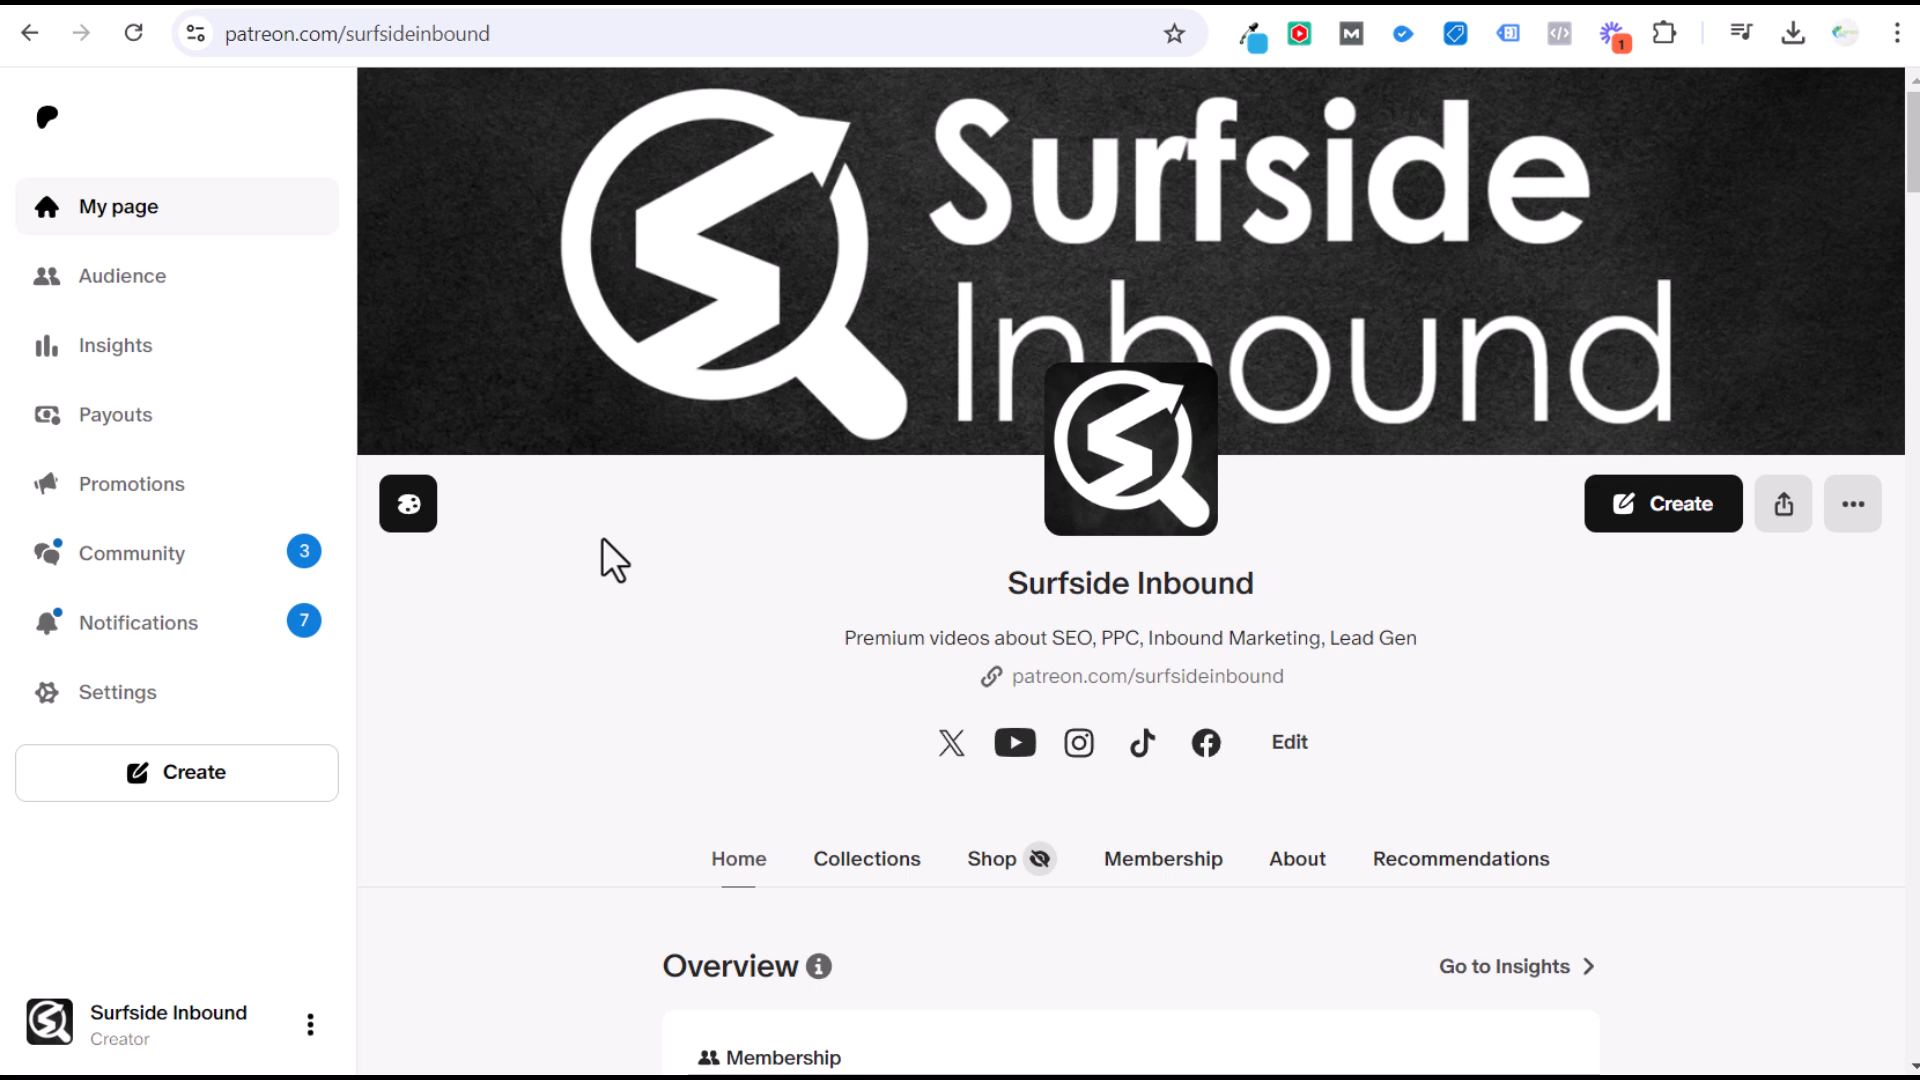 patreon.com/surfsideinbound
1
My page
Audience
Insights
Payouts
Promotions
Community 3
Notifications 7
Settings
Create
Surfside Inbound
Creator
Surfside
Inbound
Create
Surfside Inbound
Premium videos about SEO, PPC, Inbound Marketing, Lead Gen
patreon.com/surfsideinbound
Edit
Home Collections Shop Membership About Recommendations
Overview
Go to Insights
Membership